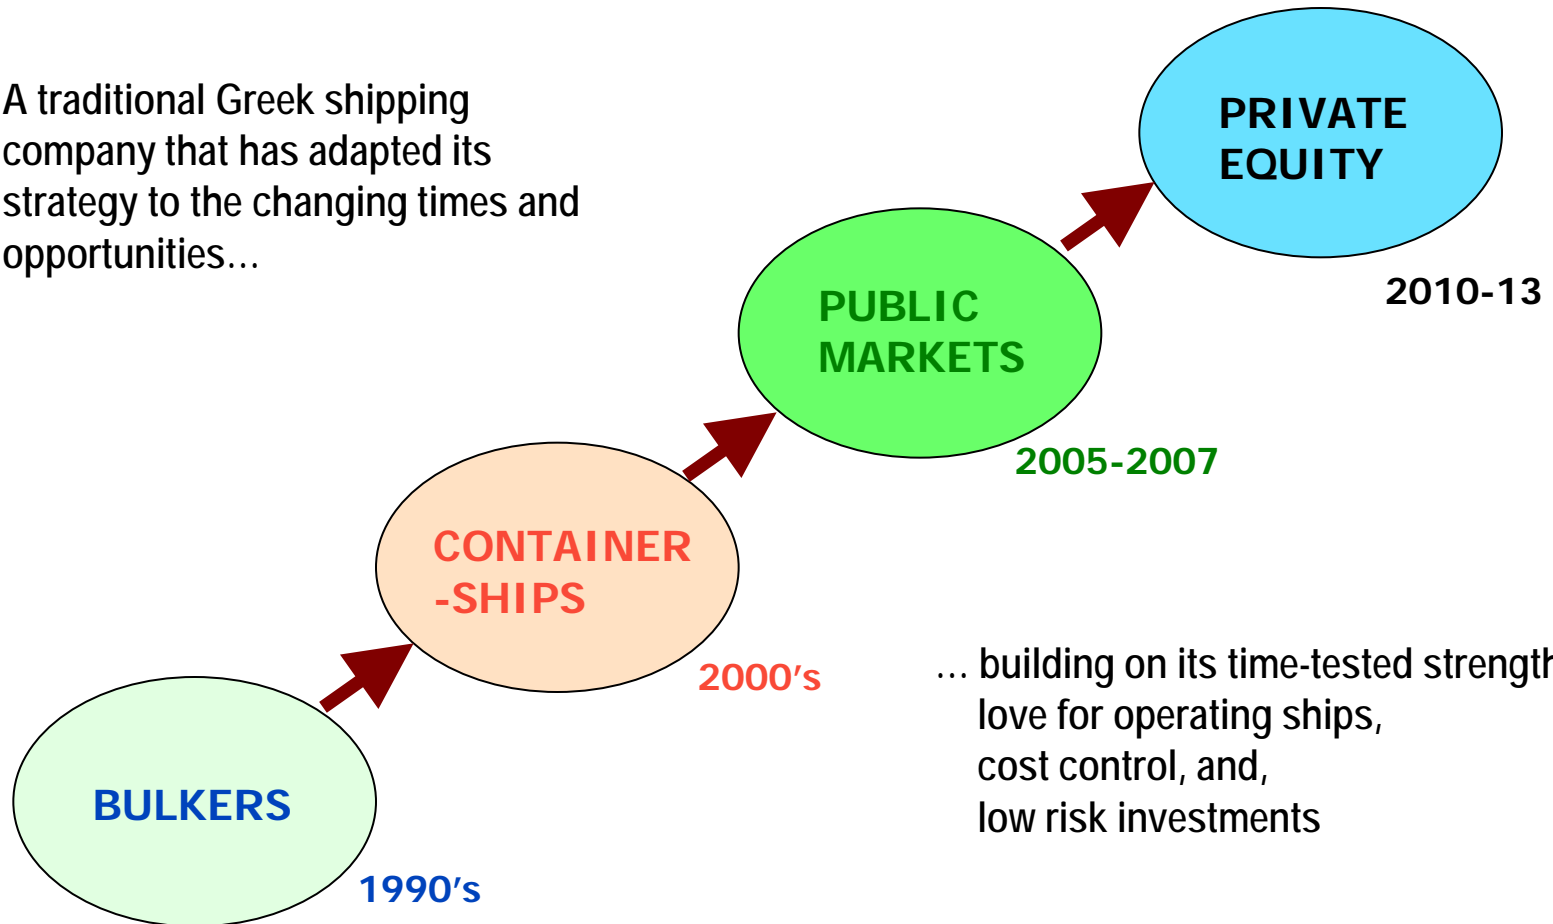 A traditional Greek shipping
company that has adapted its
strategy to the changing times and
opportunities…
PRIVATE
EQUITY
2010-13
PUBLIC
MARKETS
2005-2007
CONTAINER
-SHIPS
2000's
BULKERS
1990's
… building on its time-tested
love for operating ships,
cost control, and,
low risk investments